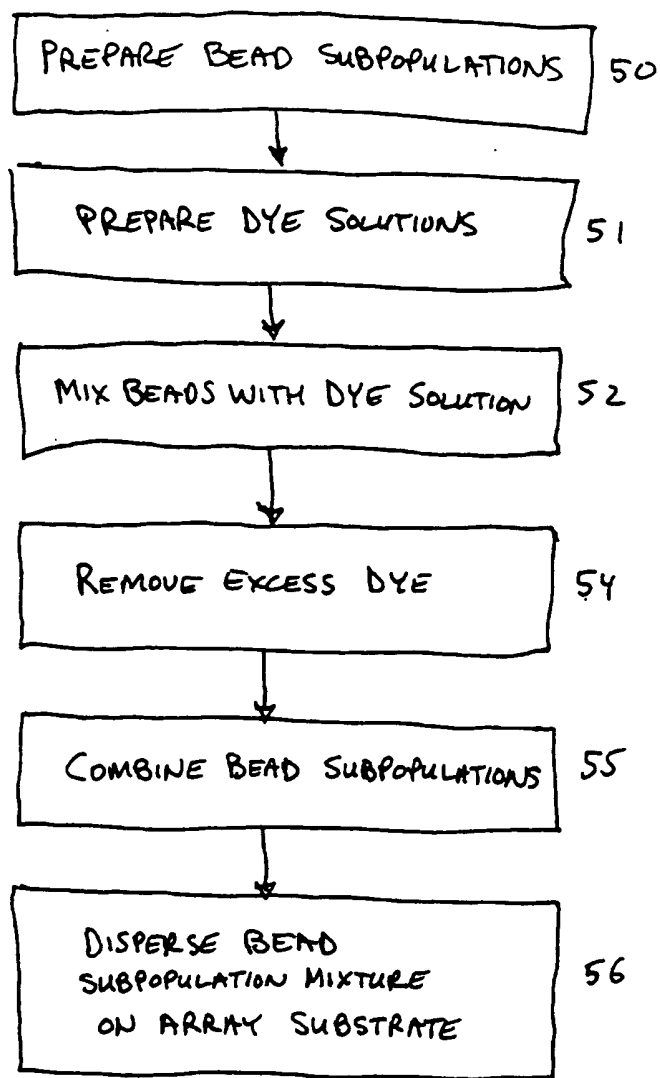 PREPARE BEAD SUBPOPULATIONS 50
PREPARE DYE SOLUTIONS 51
MIX BEADS WITH DYE SOLUTION 52
REMOVE EXCESS DYE 54
COMBINE BEAD SUBPOPULATIONS 55
DISPERSE BEAD
SUBPOPULATION MIXTURE 56
ON ARRAY SUBSTRATE